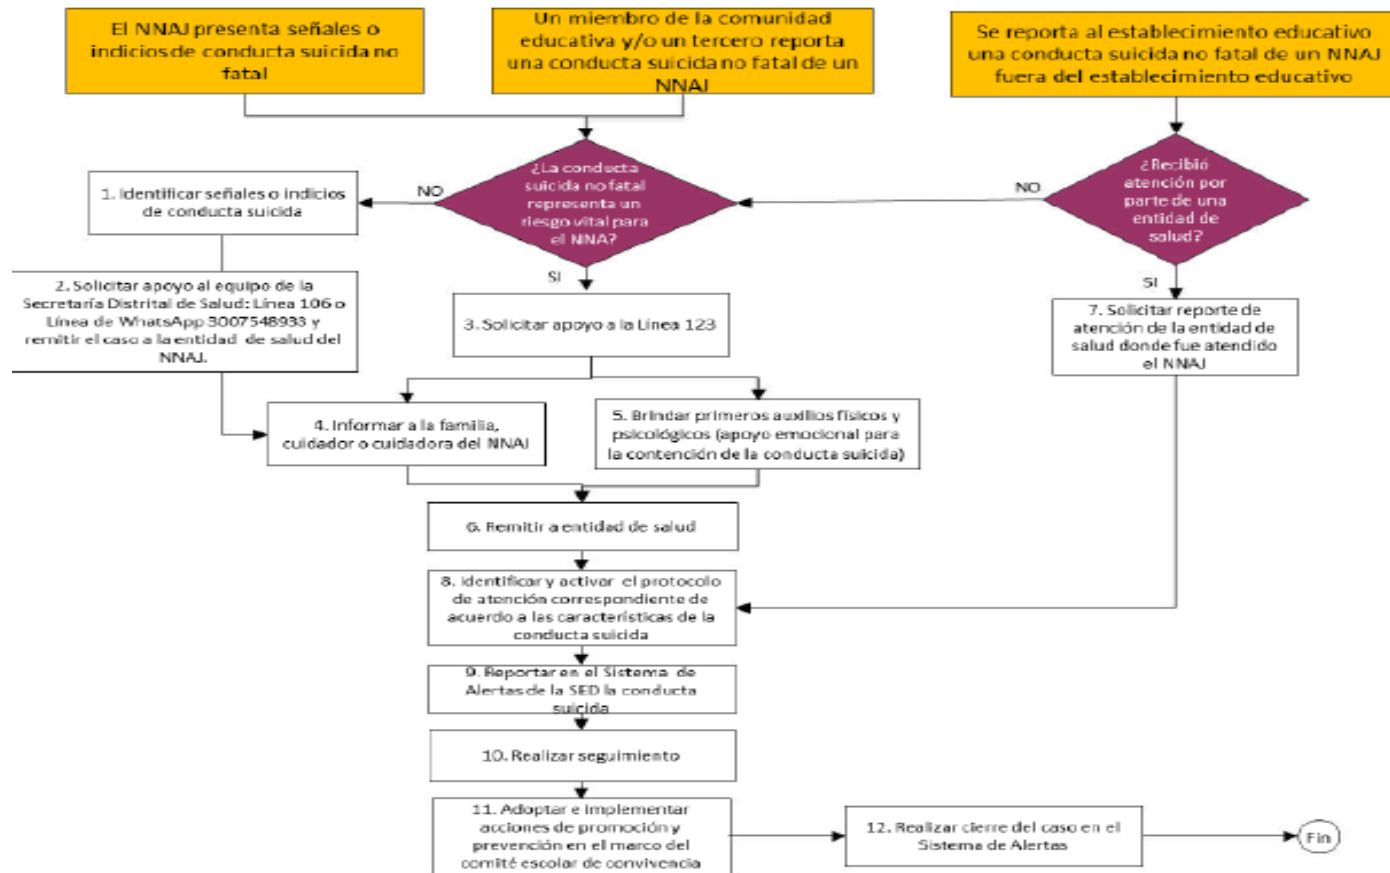 El NNAJ presenta señales o
indicios de conducta suicida no
fatal
Un miembro de la comunidad
educativa y/o un tercero reporta
una conducta suicida no fatal de un
NNAJ
Se reporta al establecimiento educativo
una conducta suicida no fatal de un NNAJ
fuera del establecimiento educativo
¿La conducta
suicida no fatal
representa un
riesgo vital para
el NNA?
¿Recibió
atención por
parte de una
entidad de
salud?
NO
NO
1. Identificar señales o indicios
de conducta suicida
SI
SI
2. Solicitar apoyo al equipo de la
Secretaría Distrital de Salud: Línea 106 o
Línea de WhatsApp 3007548933 y
remitir el caso a la entidad de salud del
NNAJ.
3. Solicitar apoyo a la Línea 123
7. Solicitar reporte de
atención de la entidad de
salud donde fue atendido
el NNAJ
4. Informar a la familia,
cuidador o cuidadora del NNAJ
5. Brindar primeros auxilios físicos y
psicológicos (apoyo emocional para
la contención de la conducta suicida)
6. Remitir a entidad de salud
8. Identificar y activar el protocolo
de atención correspondiente de
acuerdo a las características de la
conducta suicida
9. Reportar en el Sistema de
Alertas de la SED la conducta
suicida
10. Realizar seguimiento
11. Adoptar e implementar
acciones de promoción y
prevención en el marco del
comité escolar de convivencia
12. Realizar cierre del caso en el
Sistema de Alertas
Fin